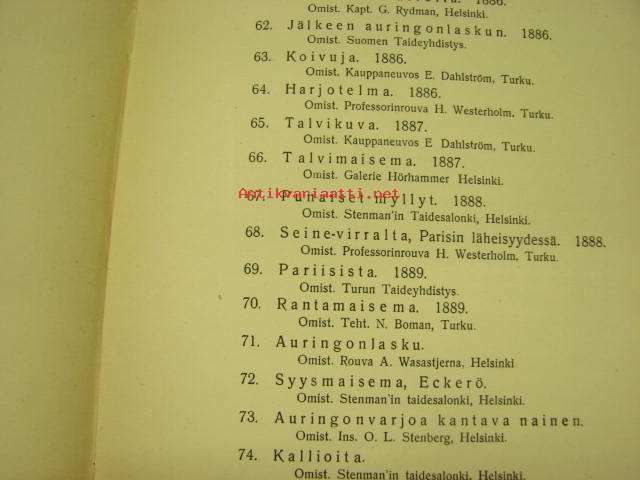 1886.
Omist. Kapt. G. Rydman, Helsinki.
62. Jälkeen auringonlaskun. 1886.
Omist. Suomen Taideyhdistys.
63. Koivuja. 1886.
Omist. Kauppaneuvos E. Dahlström, Turku.
64. Harjotelma. 1886.
Omist. Professorinrouva H. Westerholm, Turku.
65. Talvikuva. 1887.
Omist. Kauppaneuvos E Dahlström, Turku.
66. Talvimaisema. 1887.
Omist. Galerie Hörhammer Helsinki.
Antikvariaatti.net
67. Punaiset myllyt. 1888.
Omist. Stenman'in Taidesalonki, Helsinki.
68. Seine-virralta, Parisin läheisyydessä. 1888.
Omist. Professorinrouva H. Westerholm, Turku.
69. Pariisista. 1889.
Omist. Turun Taideyhdistys.
70. Rantamaisema. 1889.
Omist. Teht. N. Boman, Turku.
71. Auringonlasku.
Omist. Rouva A. Wasastjerna, Helsinki
72. Syysmaisema, Eckerö.
Omist. Stenman'in taidesalonki, Helsinki.
73. Auringonvarjoa kantava nainen.
Omist. Ins. O. L. Stenberg, Helsinki.
74. Kallioita.
Omist. Stenman'in taidesalonki, Helsinki.